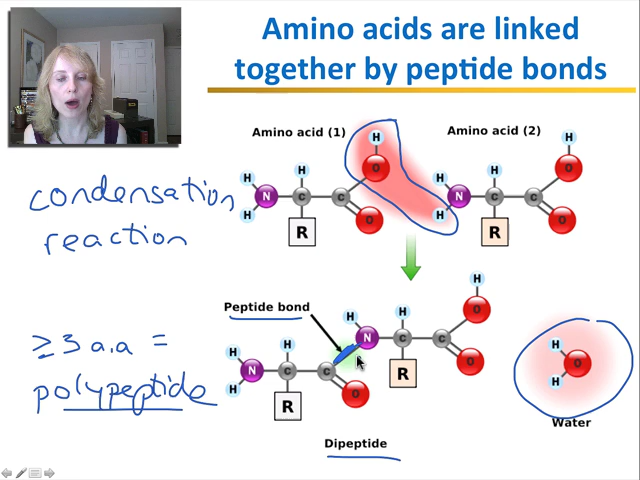 Amino acids are linked
together by peptide bonds
Amino acid (1)
Amino acid (2)
H
H
H
H
O
H
H
O
N
C
C
N
C
C
H
O
H
O
R
R
condensation
reaction
H
Peptide bond
H
H
O
N
C
C
H
H
O
H
N
C
C
O
R
H
O
H
R
≥3 a.a =
polypeptide
Water
Dipeptide